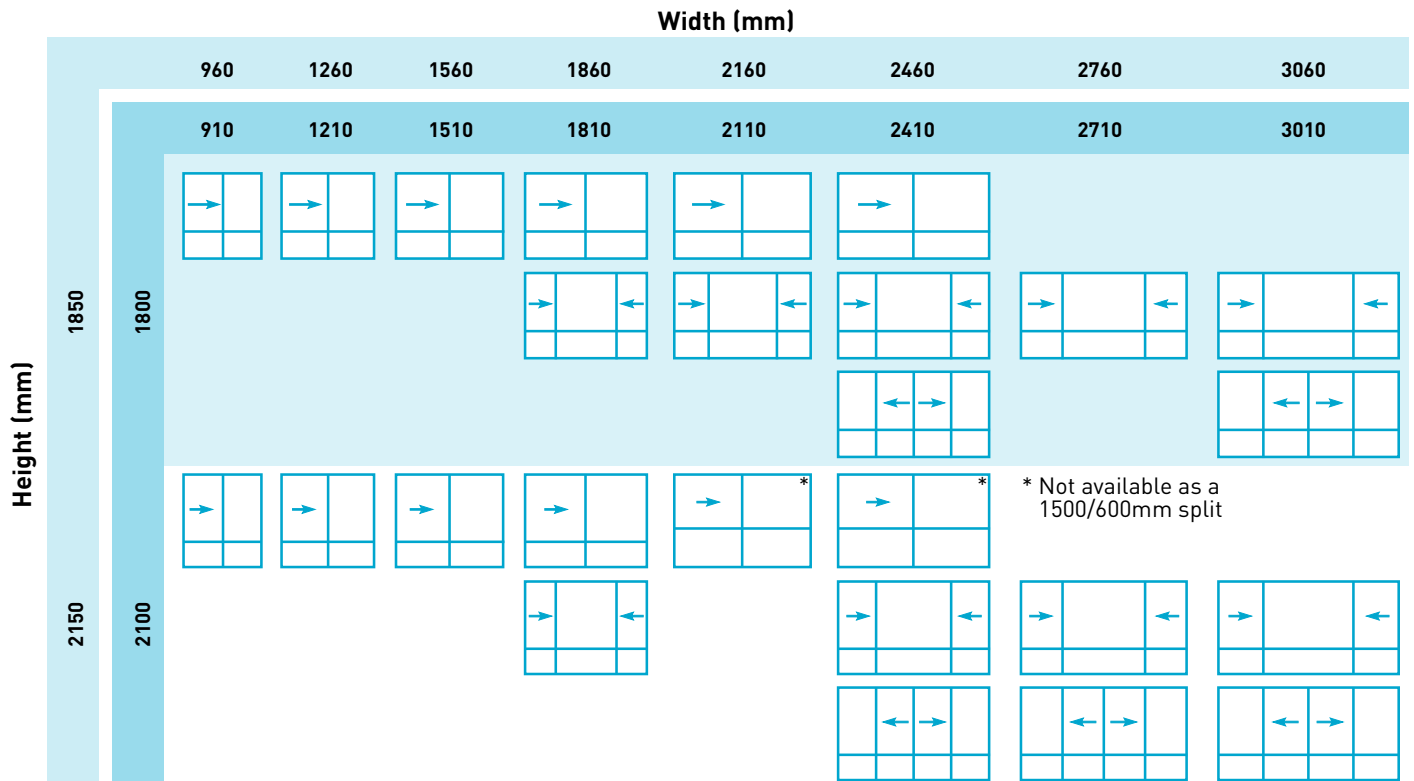 Width (mm)
960 1260 1560 1860 2160 2460 2760 3060
910 1210 1510 1810 2110 2410 2710 3010
Height (mm)
1850 1800
* * * Not available as a
1500/600mm split
2150 2100